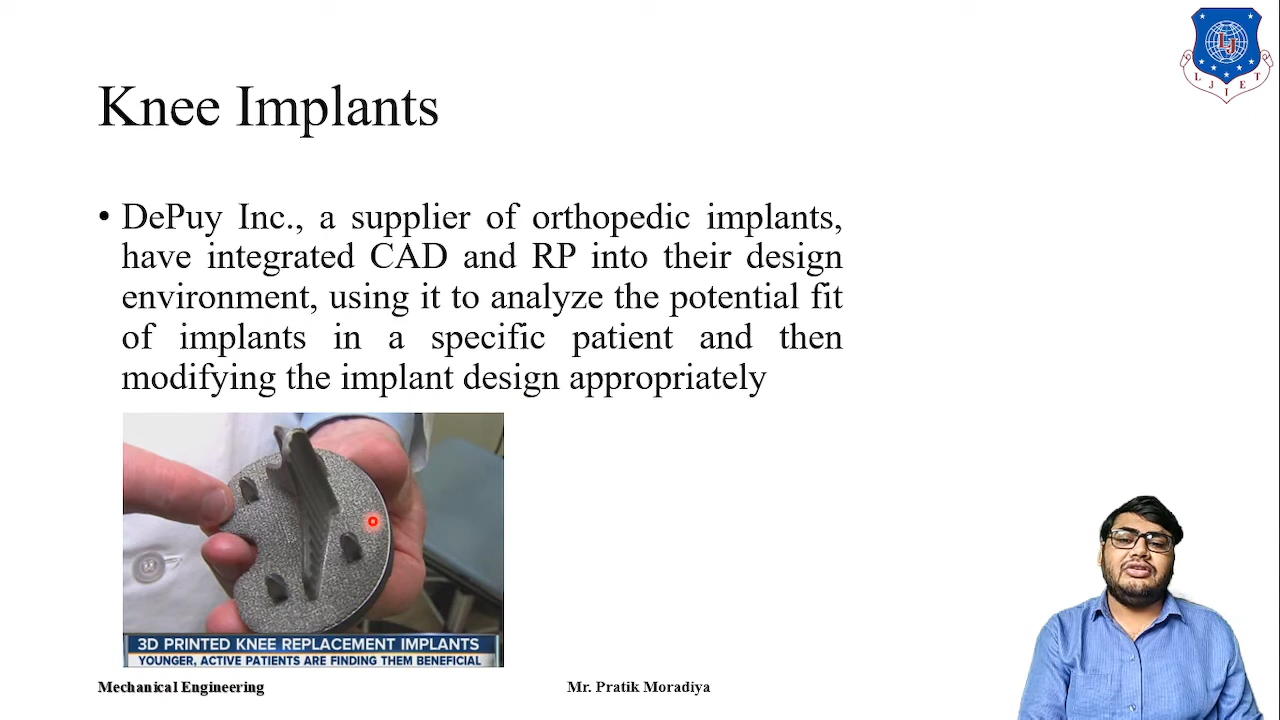 LJ
LJIET
Knee Implants
• DePuy Inc., a supplier of orthopedic implants,
have integrated CAD and RP into their design
environment, using it to analyze the potential fit
of implants in a specific patient and then
modifying the implant design appropriately
3D PRINTED KNEE REPLACEMENT IMPLANTS
YOUNGER, ACTIVE PATIENTS ARE FINDING THEM BENEFICIAL
Mechanical Engineering
Mr. Pratik Moradiya